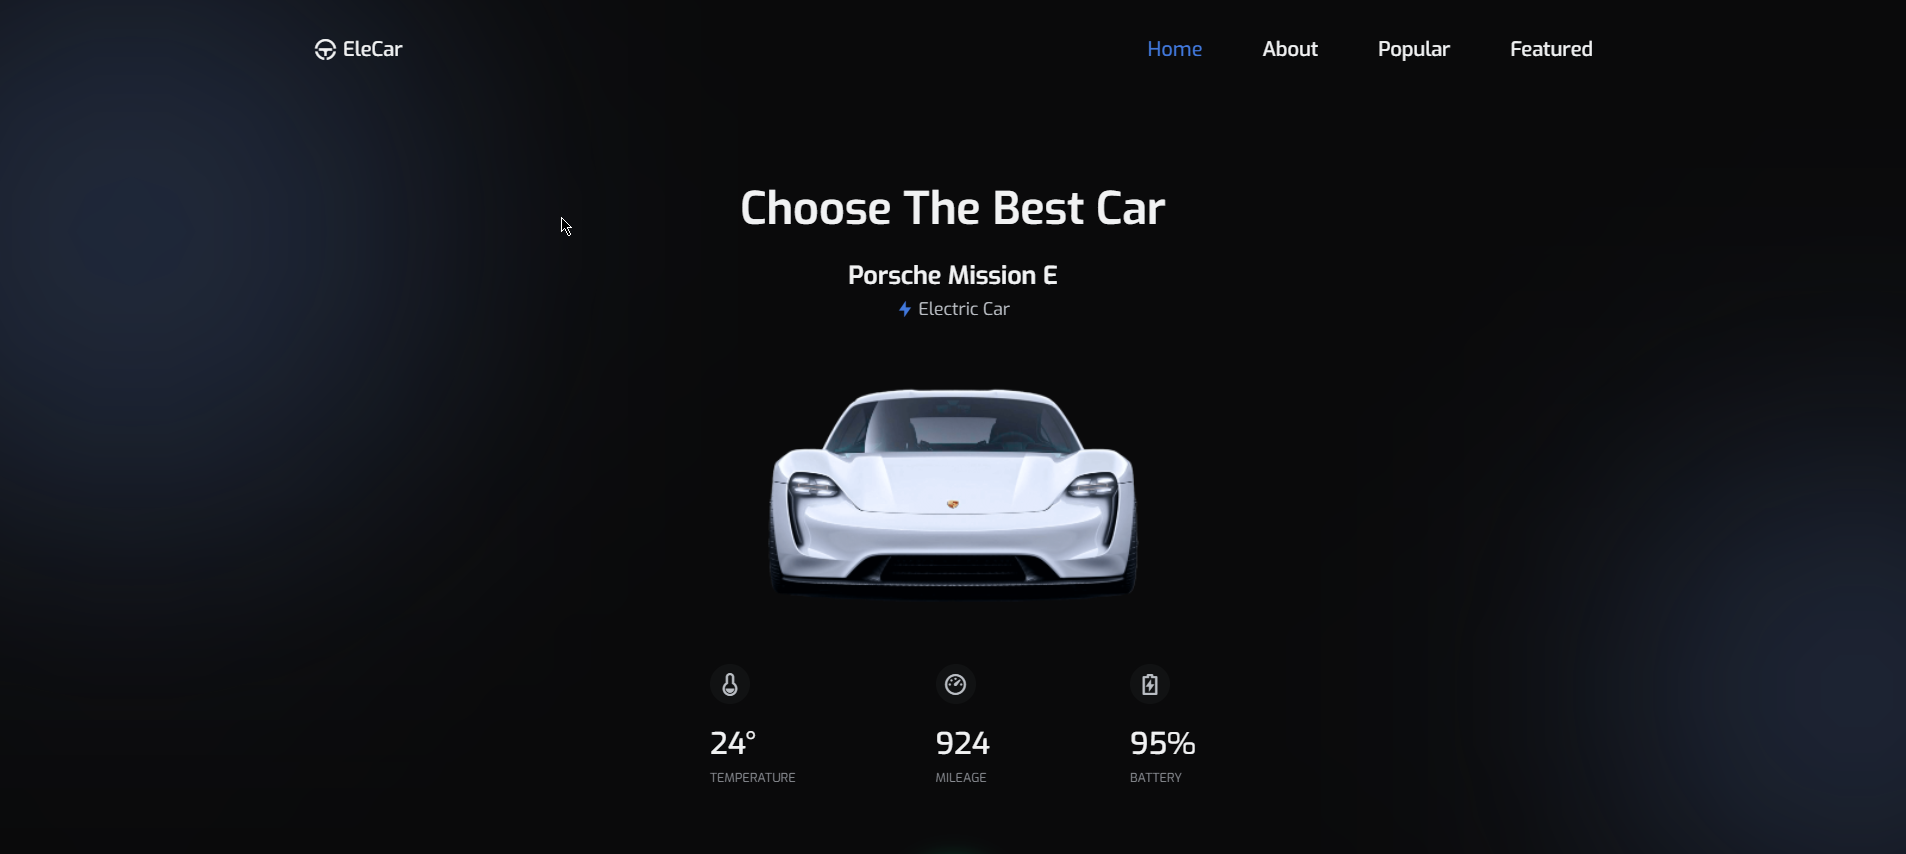 EleCar
Home About Popular Featured
Choose The Best Car
Porsche Mission E
Electric Car
24° 924 95%
TEMPERATURE MILEAGE BATTERY